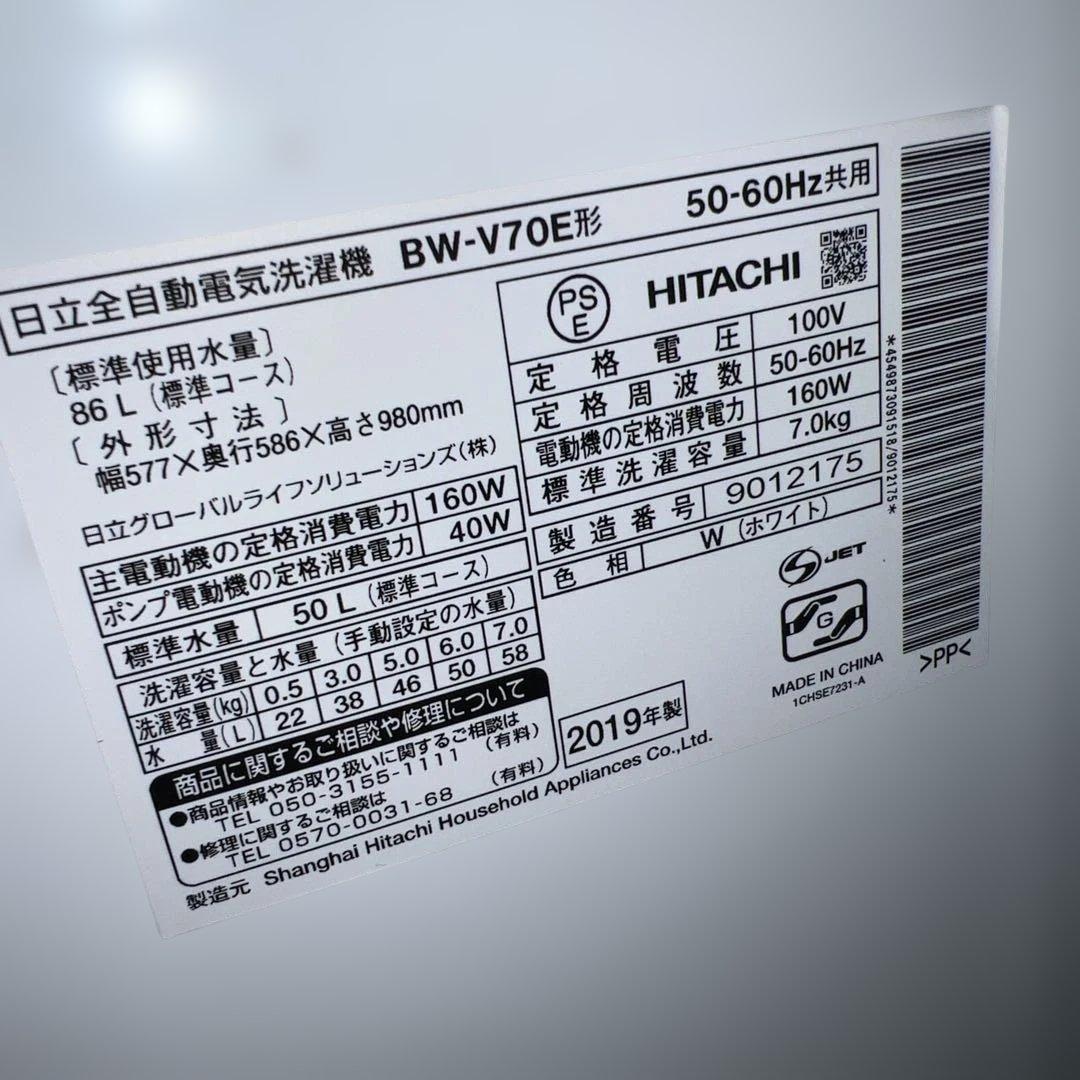 日立全自動電気洗濯機 BW-V70E形 50-60Hz共用
〔標準使用水量〕
86 L (標準コース)
〔外形寸法〕
幅577×奥行586×高さ980mm
日立グローバルライフソリューションズ(株)
主電動機の定格消費電力 160W
ポンプ電動機の定格消費電力 40W
標準水量 50 L (標準コース)
洗濯容量と水量 (手動設定の水量)
洗濯容量(kg) 0.5 3.0 5.0 6.0 7.0
水量(L) 22 38 46 50 58
商品に関するご相談や修理について
●商品情報やお取り扱いに関するご相談は
TEL 050-3155-1111 (有料)
●修理に関するご相談は
TEL 0570-0031-68 (有料)
製造元 Shanghai Hitachi Household Appliances Co.,Ltd.
PS
E
HITACHI
定格電圧 100V
定格周波数 50-60Hz
電動機の定格消費電力 160W
標準洗濯容量 7.0kg
製造番号 9012175
色相 W (ホワイト)
S JET
G
MADE IN CHINA
1CHSE7231-A
2019年製
*4549873091518/9012175*
>PP<